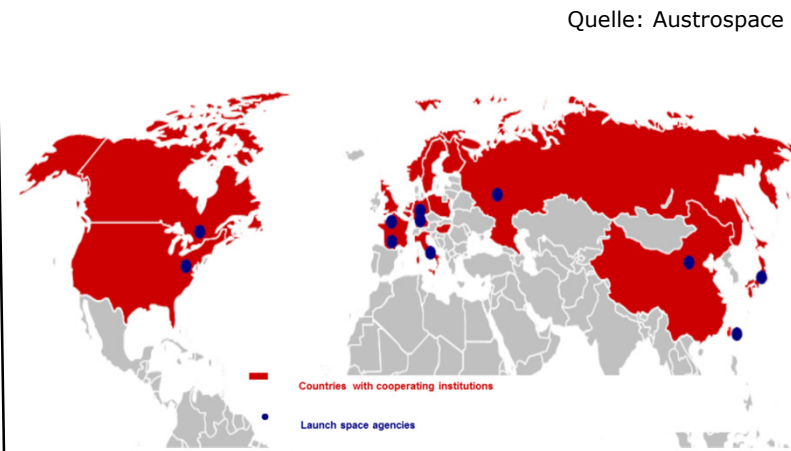 Quelle: Austrospace
Countries with cooperating institutions
Launch space agencies